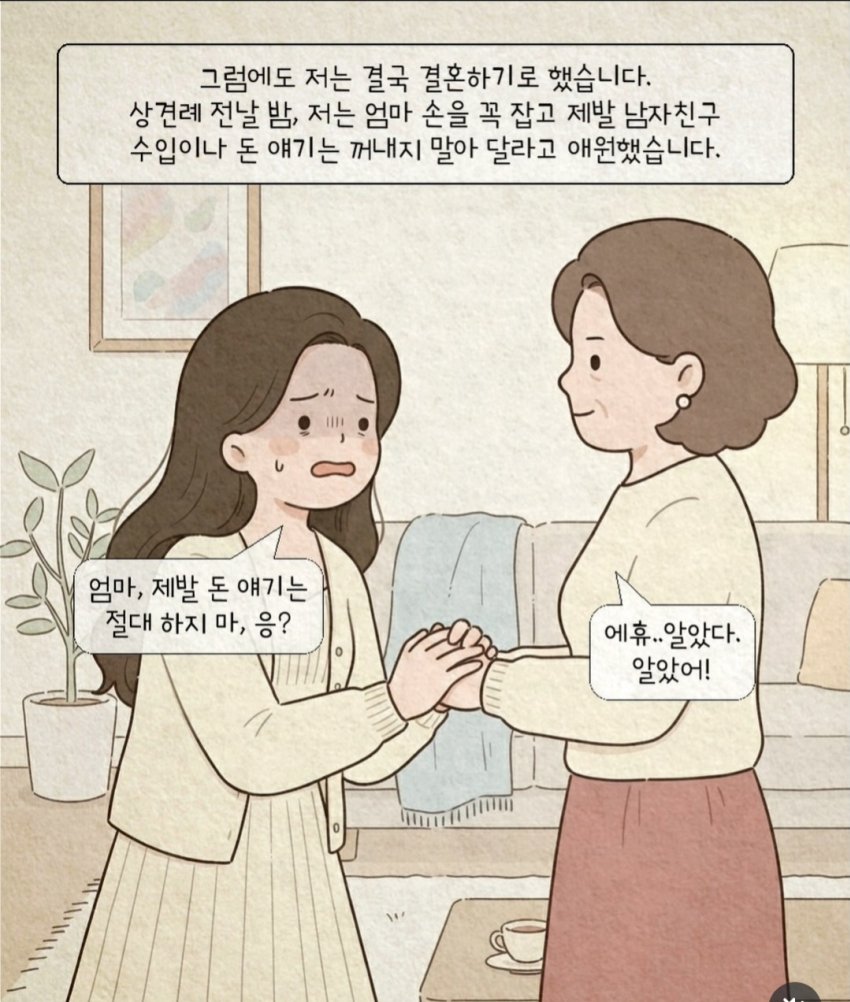 그럼에도 저는 결국 결혼하기로 했습니다.
상견례 전날 밤, 저는 엄마 손을 꼭 잡고 제발 남자친구
수입이나 돈 얘기는 꺼내지 말아 달라고 애원했습니다.
엄마, 제발 돈 얘기는
절대 하지 마, 응?
에휴..알았다.
알았어!